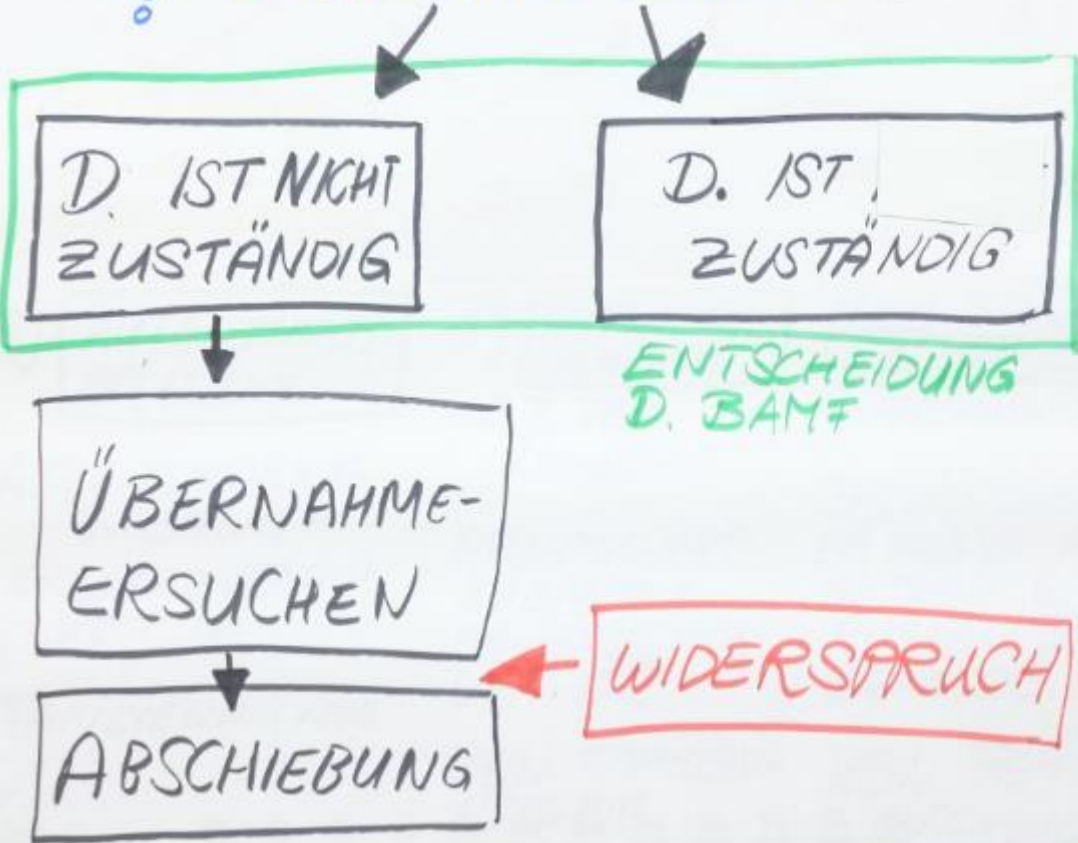 D. IST NICHT
ZUSTÄNDIG
D. IST
ZUSTÄNDIG
ENTSCHEIDUNG
D. BAMF
ÜBERNAHME-
ERSUCHEN
WIDERSPRUCH
ABSCHIEBUNG